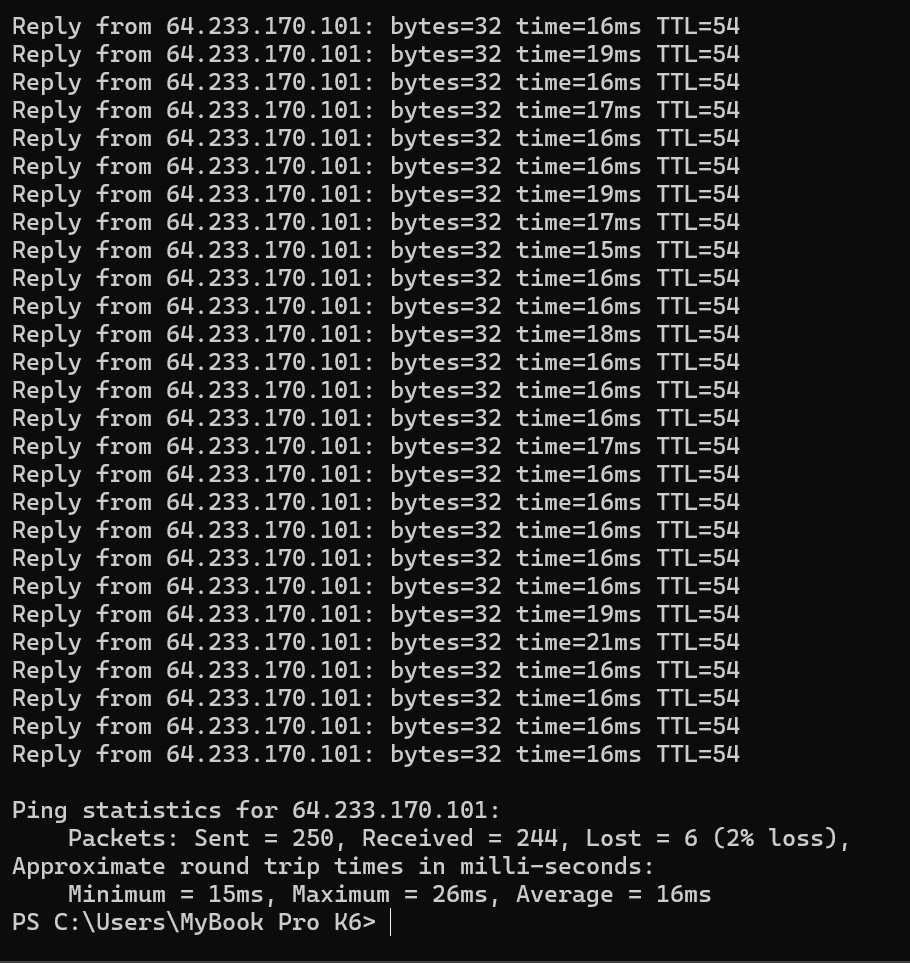 Reply from 64.233.170.101: bytes=32 time=16ms TTL=54
Reply from 64.233.170.101: bytes=32 time=19ms TTL=54
Reply from 64.233.170.101: bytes=32 time=16ms TTL=54
Reply from 64.233.170.101: bytes=32 time=17ms TTL=54
Reply from 64.233.170.101: bytes=32 time=16ms TTL=54
Reply from 64.233.170.101: bytes=32 time=16ms TTL=54
Reply from 64.233.170.101: bytes=32 time=19ms TTL=54
Reply from 64.233.170.101: bytes=32 time=17ms TTL=54
Reply from 64.233.170.101: bytes=32 time=15ms TTL=54
Reply from 64.233.170.101: bytes=32 time=16ms TTL=54
Reply from 64.233.170.101: bytes=32 time=16ms TTL=54
Reply from 64.233.170.101: bytes=32 time=18ms TTL=54
Reply from 64.233.170.101: bytes=32 time=16ms TTL=54
Reply from 64.233.170.101: bytes=32 time=16ms TTL=54
Reply from 64.233.170.101: bytes=32 time=16ms TTL=54
Reply from 64.233.170.101: bytes=32 time=17ms TTL=54
Reply from 64.233.170.101: bytes=32 time=16ms TTL=54
Reply from 64.233.170.101: bytes=32 time=16ms TTL=54
Reply from 64.233.170.101: bytes=32 time=16ms TTL=54
Reply from 64.233.170.101: bytes=32 time=16ms TTL=54
Reply from 64.233.170.101: bytes=32 time=16ms TTL=54
Reply from 64.233.170.101: bytes=32 time=19ms TTL=54
Reply from 64.233.170.101: bytes=32 time=21ms TTL=54
Reply from 64.233.170.101: bytes=32 time=16ms TTL=54
Reply from 64.233.170.101: bytes=32 time=16ms TTL=54
Reply from 64.233.170.101: bytes=32 time=16ms TTL=54
Reply from 64.233.170.101: bytes=32 time=16ms TTL=54

Ping statistics for 64.233.170.101:
    Packets: Sent = 250, Received = 244, Lost = 6 (2% loss),
Approximate round trip times in milli-seconds:
    Minimum = 15ms, Maximum = 26ms, Average = 16ms
PS C:\Users\MyBook Pro K6>